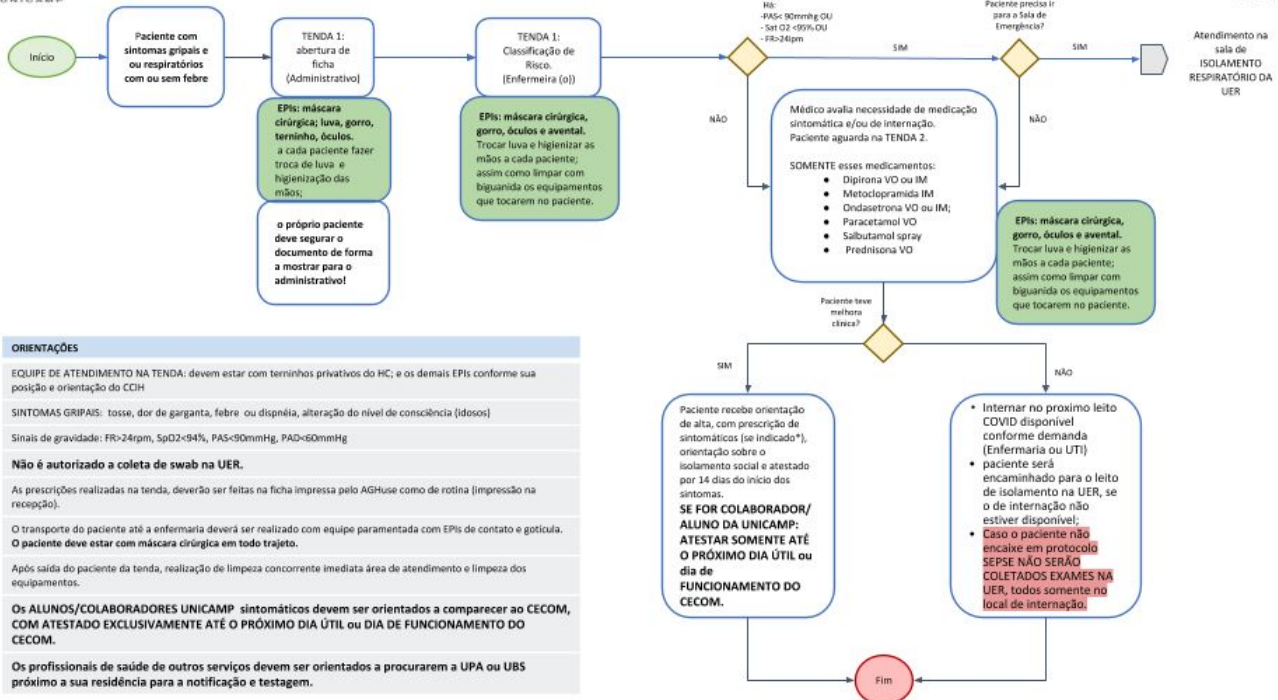 Início
Paciente com
sintomas gripais e
ou respiratórios
com ou sem febre
TENDA 1:
abertura de
ficha
(Administrativo)
EPIs: máscara
cirúrgica; luva, gorro,
terninho, óculos.
a cada paciente fazer
troca de luva e
higienização das
mãos;
o próprio paciente
deve segurar o
documento de forma
a mostrar para o
administrativo!
TENDA 1:
Classificação de
Risco.
(Enfermeira (o))
EPIs: máscara cirúrgica,
gorro, óculos e avental.
Trocar luva e higienizar as
mãos a cada paciente;
assim como limpar com
biguanida os equipamentos
que tocarem no paciente.
Há:
-PAS< 90mmhg OU
- Sat O2 <95% OU
- FR>24ipm
SIM
NÃO
Paciente precisa ir
para a Sala de
Emergência?
SIM
NÃO
Atendimento na
sala de
ISOLAMENTO
RESPIRATÓRIO DA
UER
Médico avalia necessidade de medicação
sintomática e/ou de internação.
Paciente aguarda na TENDA 2.
SOMENTE esses medicamentos:
● Dipirona VO ou IM
● Metoclopramida IM
● Ondasetrona VO ou IM;
● Paracetamol VO
● Salbutamol spray
● Prednisona VO
EPIs: máscara cirúrgica,
gorro, óculos e avental.
Trocar luva e higienizar as
mãos a cada paciente;
assim como limpar com
biguanida os equipamentos
que tocarem no paciente.
Paciente teve
melhora
clínica?
SIM
NÃO
Paciente recebe orientação
de alta, com prescrição de
sintomáticos (se indicado*),
orientação sobre o
isolamento social e atestado
por 14 dias do início dos
sintomas.
SE FOR COLABORADOR/
ALUNO DA UNICAMP:
ATESTAR SOMENTE ATÉ
O PRÓXIMO DIA ÚTIL ou
dia de
FUNCIONAMENTO DO
CECOM.
• Internar no proximo leito
COVID disponível
conforme demanda
(Enfermaria ou UTI)
• paciente será
encaminhado para o leito
de isolamento na UER, se
o de internação não
estiver disponível;
• Caso o paciente não
encaixe em protocolo
SEPSE NÃO SERÃO
COLETADOS EXAMES NA
UER, todos somente no
local de internação.
Fim
ORIENTAÇÕES
EQUIPE DE ATENDIMENTO NA TENDA: devem estar com terninhos privativos do HC; e os demais EPIs conforme sua
posição e orientação do CCIH
SINTOMAS GRIPAIS: tosse, dor de garganta, febre ou dispnéia, alteração do nível de consciência (idosos)
Sinais de gravidade: FR>24rpm, SpO2<94%, PAS<90mmHg, PAD<60mmHg
Não é autorizado a coleta de swab na UER.
As prescrições realizadas na tenda, deverão ser feitas na ficha impressa pelo AGHuse como de rotina (impressão na
recepção).
O transporte do paciente até a enfermaria deverá ser realizado com equipe paramentada com EPIs de contato e gotícula.
O paciente deve estar com máscara cirúrgica em todo trajeto.
Após saída do paciente da tenda, realização de limpeza concorrente imediata área de atendimento e limpeza dos
equipamentos.
Os ALUNOS/COLABORADORES UNICAMP sintomáticos devem ser orientados a comparecer ao CECOM,
COM ATESTADO EXCLUSIVAMENTE ATÉ O PRÓXIMO DIA ÚTIL ou DIA DE FUNCIONAMENTO DO
CECOM.
Os profissionais de saúde de outros serviços devem ser orientados a procurarem a UPA ou UBS
próximo a sua residência para a notificação e testagem.